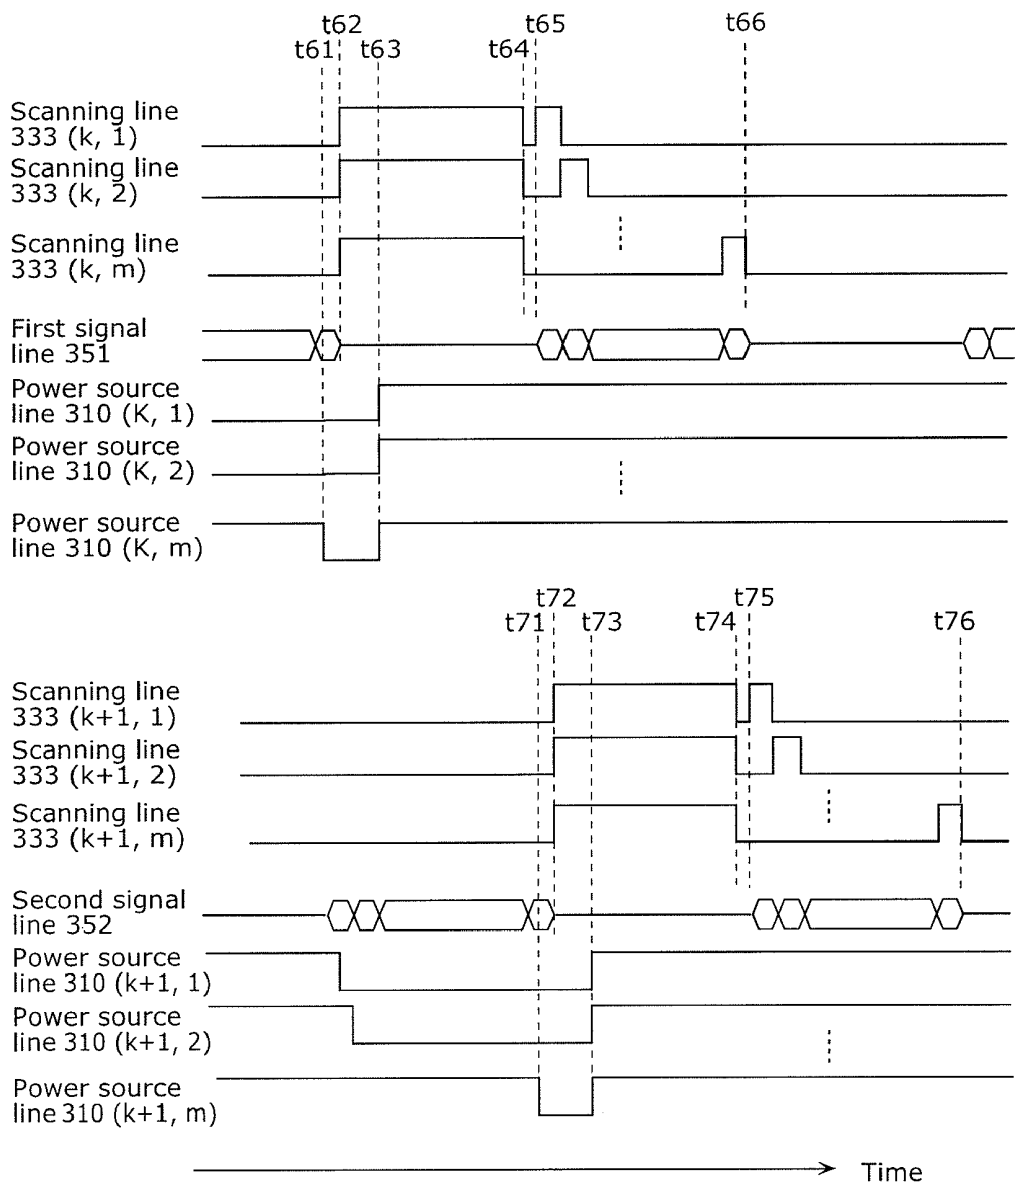 t62
t65
t66
t61
t63
t64
Scanning line
333 (k, 1)
Scanning line
333 (k, 2)
Scanning line
333 (k, m)
First signal
line 351
Power source
line 310 (K, 1)
Power source
line 310 (K, 2)
Power source
line 310 (K, m)
t72
t75
t71
t73
t74
t76
Scanning line
333 (k+1, 1)
Scanning line
333 (k+1, 2)
Scanning line
333 (k+1, m)
Second signal
line 352
Power source
line 310 (k+1, 1)
Power source
line 310 (k+1, 2)
Power source
line 310 (k+1, m)
Time